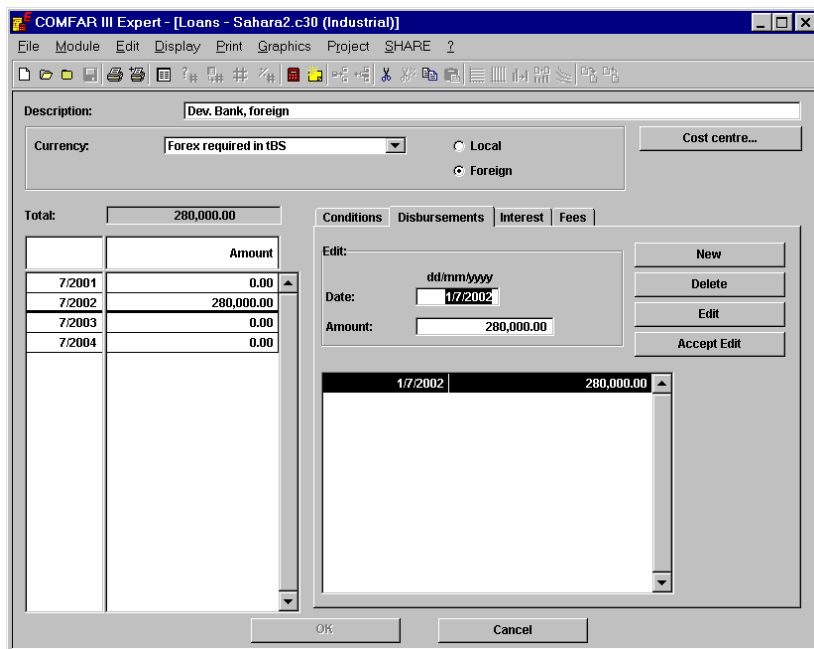 COMFAR III Expert - [Loans - Sahara2.c30 (Industrial)]
File Module Edit Display Print Graphics Project SHARE ?
Description: Dev. Bank, foreign
Currency: Forex required in tBS
Local
Foreign
Cost centre...
Total: 280,000.00
Amount
7/2001 0.00
7/2002 280,000.00
7/2003 0.00
7/2004 0.00
Conditions Disbursements Interest Fees
Edit:
dd/mm/yyyy
Date: 1/7/2002
Amount: 280,000.00
New
Delete
Edit
Accept Edit
1/7/2002 280,000.00
OK Cancel